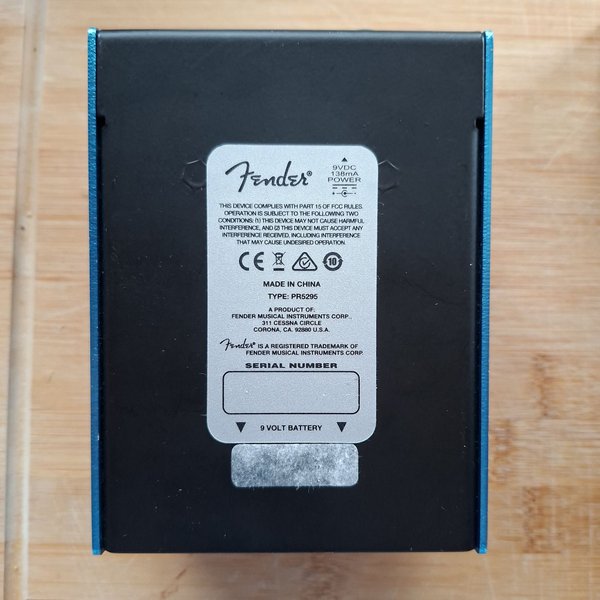 Fender®
9VDC
138mA
POWER
THIS DEVICE COMPLIES WITH PART 15 OF FCC RULES.
OPERATION IS SUBJECT TO THE FOLLOWING TWO
CONDITIONS: (1) THIS DEVICE MAY NOT CAUSE HARMFUL
INTERFERENCE, AND (2) THIS DEVICE MUST ACCEPT ANY
INTERFERENCE RECEIVED, INCLUDING INTERFERENCE
THAT MAY CAUSE UNDESIRED OPERATION.
CE 10
MADE IN CHINA
TYPE: PR5295
A PRODUCT OF:
FENDER MUSICAL INSTRUMENTS CORP.
311 CESSNA CIRCLE
CORONA, CA. 92880 U.S.A.
Fender® IS A REGISTERED TRADEMARK OF
FENDER MUSICAL INSTRUMENTS CORP.
SERIAL NUMBER
9 VOLT BATTERY